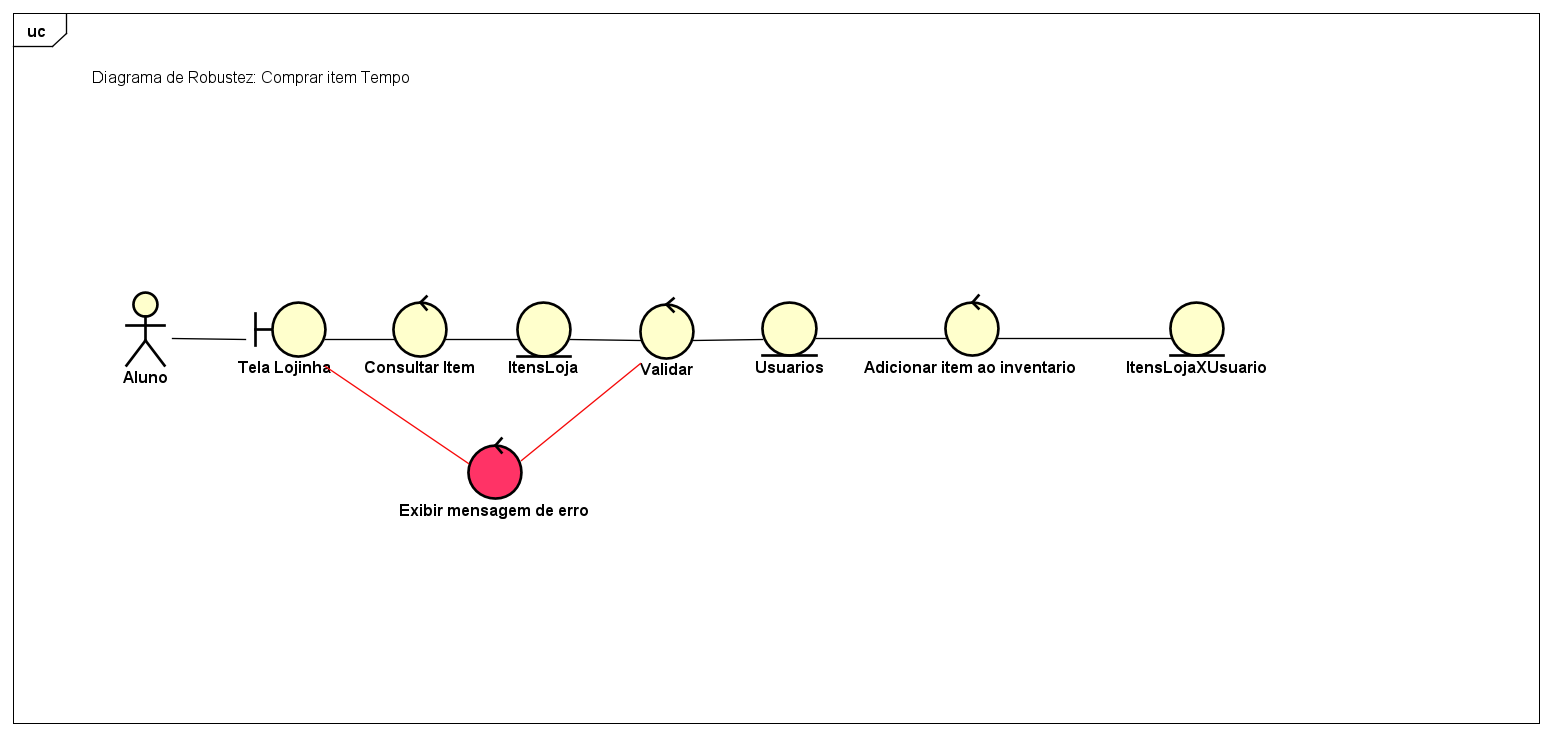 uc
Diagrama de Robustez: Comprar item Tempo
Aluno
Tela Lojinha
Consultar Item
ItensLoja
Validar
Usuarios
Adicionar item ao inventario
ItensLojaXUsuario
Exibir mensagem de erro